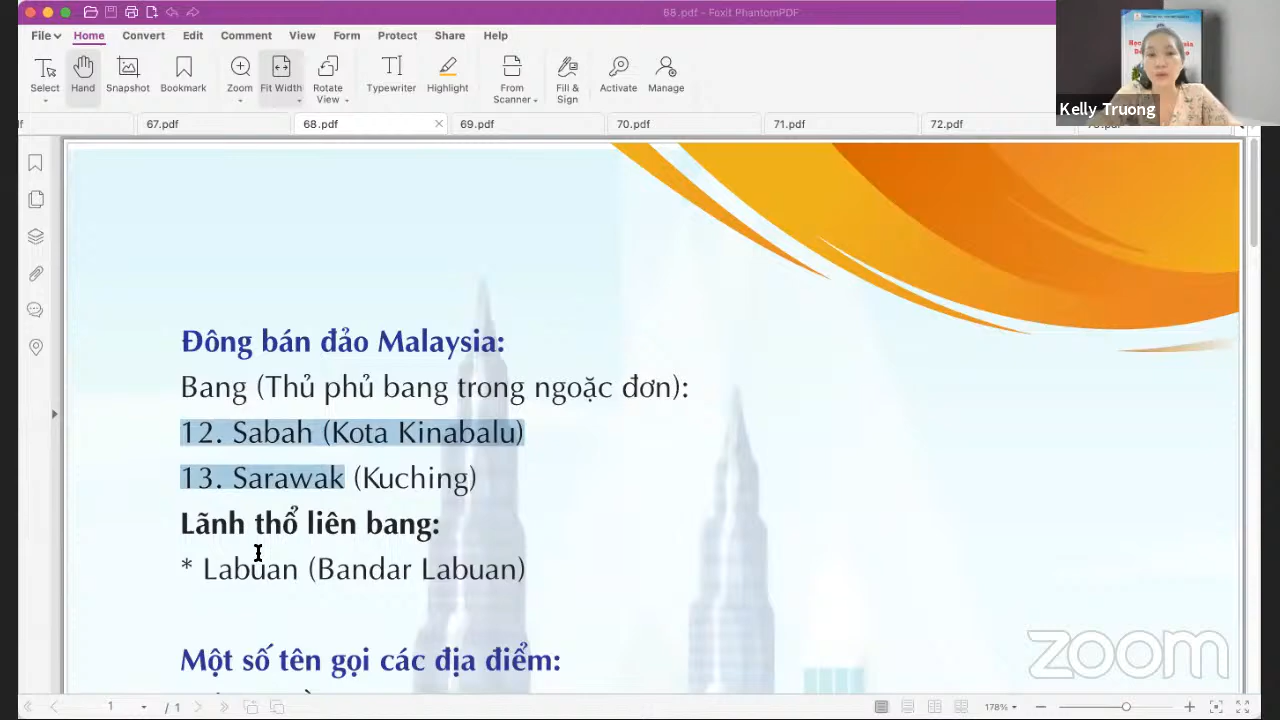 68.pdf - Foxit PhantomPDF
File Home Convert Edit Comment View Form Protect Share Help
Select Hand Snapshot Bookmark Zoom Fit Width Rotate View Typewriter Highlight From Scanner Fill & Sign Activate Manage
67.pdf 68.pdf 69.pdf 70.pdf 71.pdf 72.pdf
Kelly Truong
Đông bán đảo Malaysia:
Bang (Thủ phủ bang trong ngoặc đơn):
12. Sabah (Kota Kinabalu)
13. Sarawak (Kuching)
Lãnh thổ liên bang:
* Labuan (Bandar Labuan)
Một số tên gọi các địa điểm:
zoom
1 / 1 178%